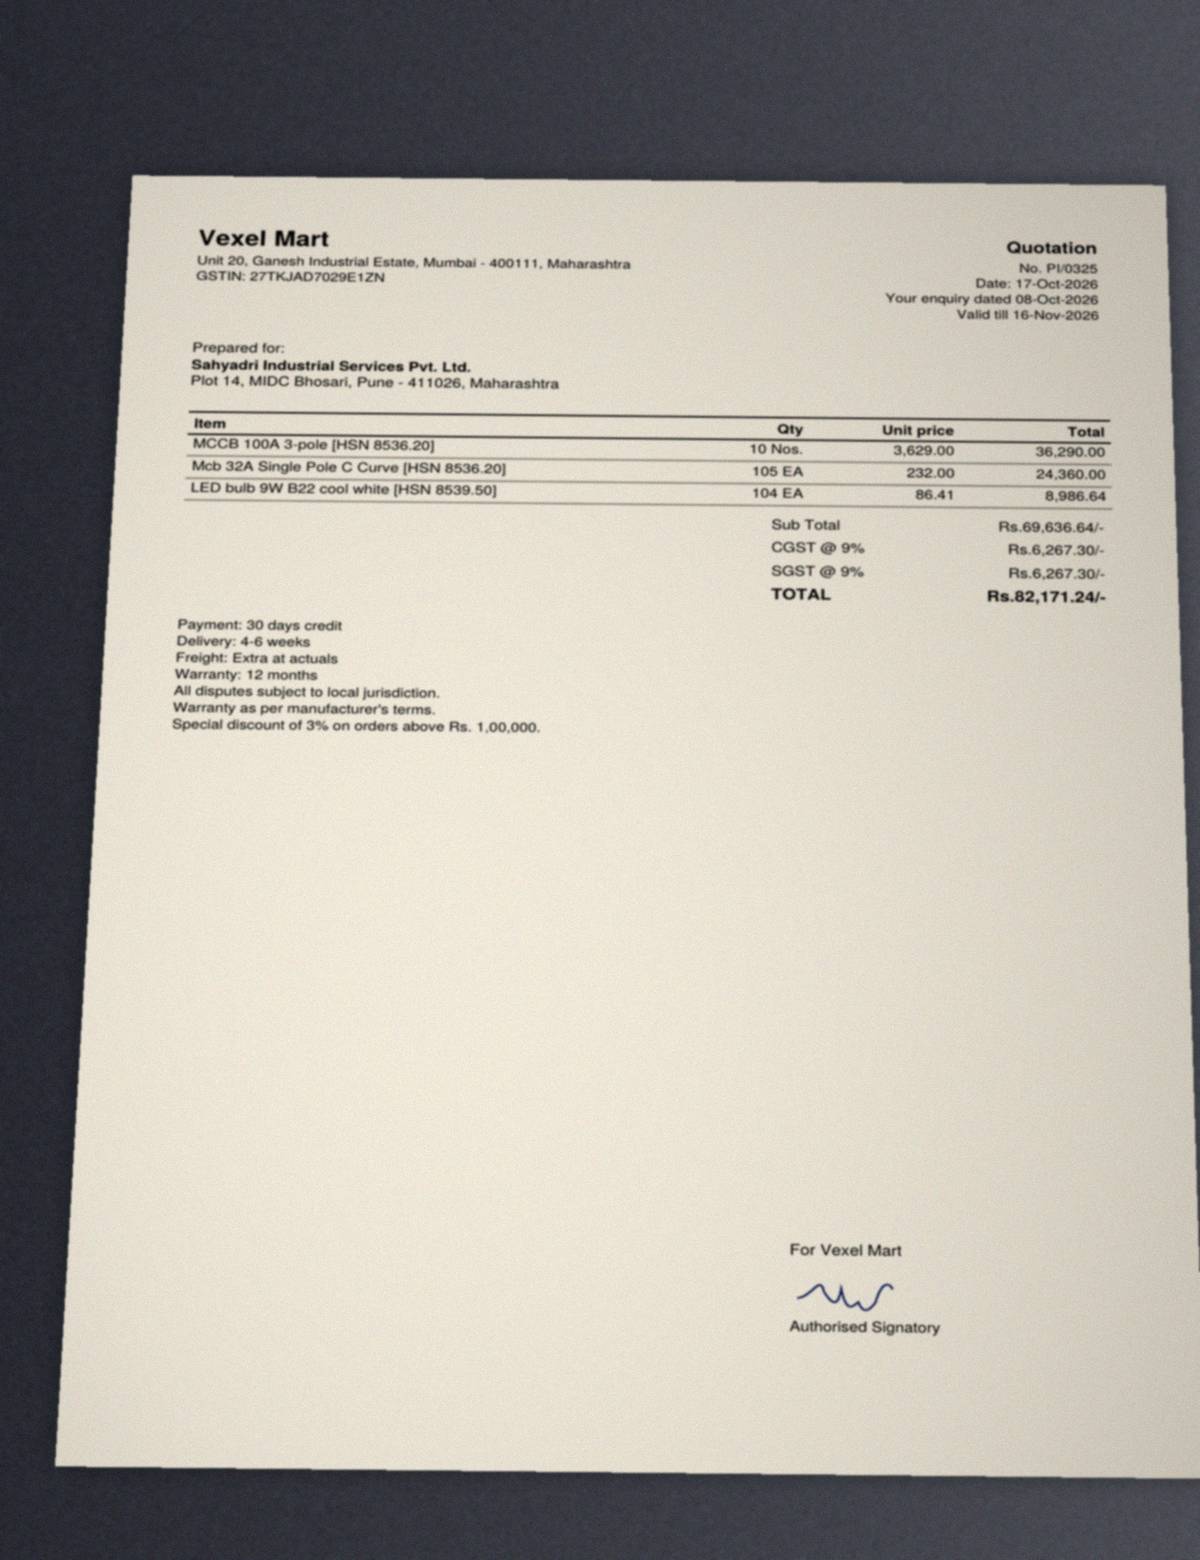 Vexel Mart
Unit 20, Ganesh Industrial Estate, Mumbai - 400111, Maharashtra
GSTIN: 27TKJAD7029E1ZN
Quotation
No. PI/0325
Date: 17-Oct-2026
Your enquiry dated 08-Oct-2026
Valid till 16-Nov-2026
Prepared for:
Sahyadri Industrial Services Pvt. Ltd.
Plot 14, MIDC Bhosari, Pune - 411026, Maharashtra
Item Qty Unit price Total
MCCB 100A 3-pole [HSN 8536.20] 10 Nos. 3,629.00 36,290.00
Mcb 32A Single Pole C Curve [HSN 8536.20] 105 EA 232.00 24,360.00
LED bulb 9W B22 cool white [HSN 8539.50] 104 EA 86.41 8,986.64
Sub Total Rs.69,636.64/-
CGST @ 9% Rs.6,267.30/-
SGST @ 9% Rs.6,267.30/-
TOTAL Rs.82,171.24/-
Payment: 30 days credit
Delivery: 4-6 weeks
Freight: Extra at actuals
Warranty: 12 months
All disputes subject to local jurisdiction.
Warranty as per manufacturer's terms.
Special discount of 3% on orders above Rs. 1,00,000.
For Vexel Mart
Authorised Signatory